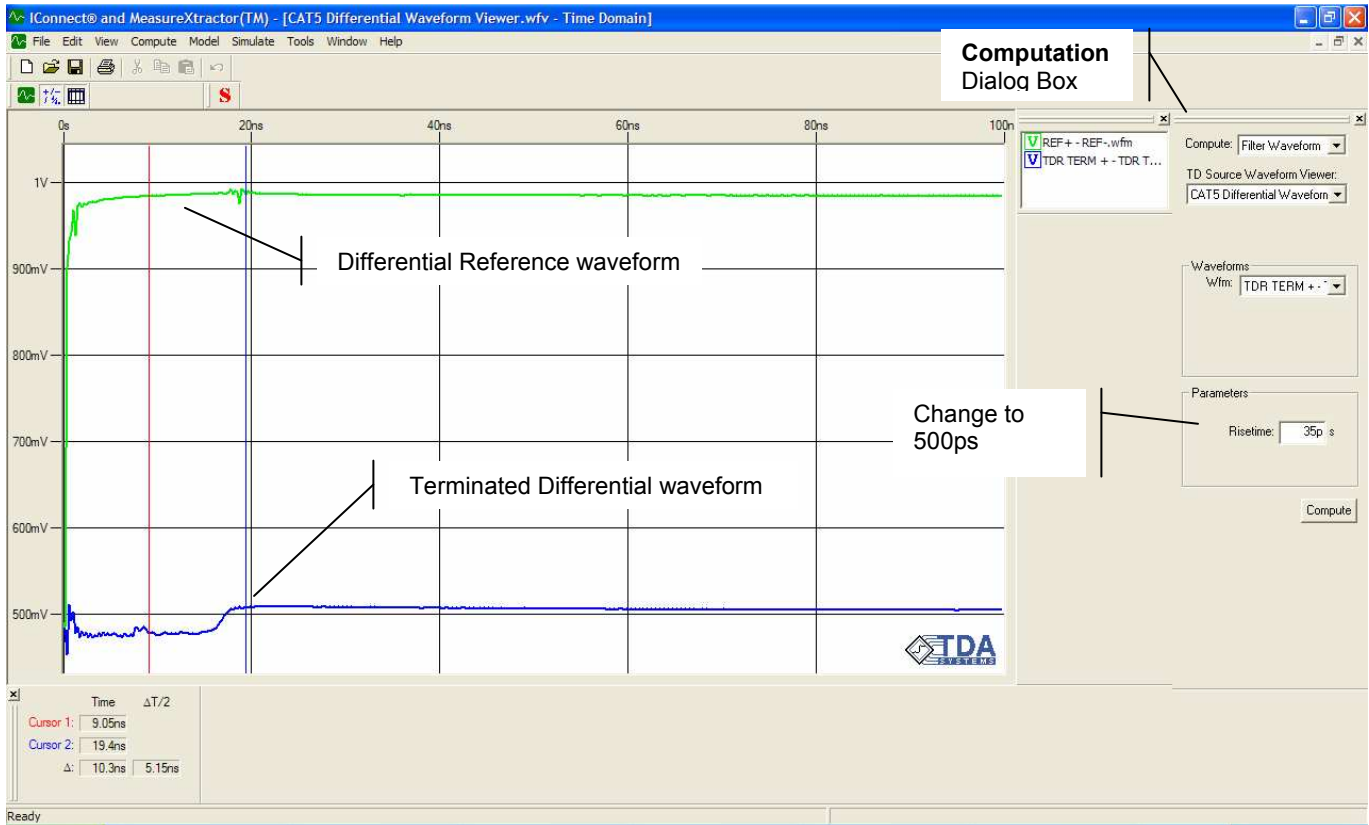 IConnect® and MeasureXtractor(TM) - [CAT5 Differential Waveform Viewer.wfv - Time Domain]
File Edit View Compute Model Simulate Tools Window Help
Computation
Dialog Box
S
0s 20ns 40ns 60ns 80ns 100n
1V
900mV
800mV
700mV
600mV
500mV
Differential Reference waveform
Terminated Differential waveform
TDA
SYSTEMS
V REF+ - REF-.wfm
V TDR TERM + - TDR T...
Compute: Filter Waveform
TD Source Waveform Viewer:
CAT5 Differential Waveform
Waveforms
Wfm: TDR TERM + - T
Change to
500ps
Parameters
Risetime: 35p s
Compute
Time ΔT/2
Cursor 1: 9.05ns
Cursor 2: 19.4ns
Δ: 10.3ns 5.15ns
Ready